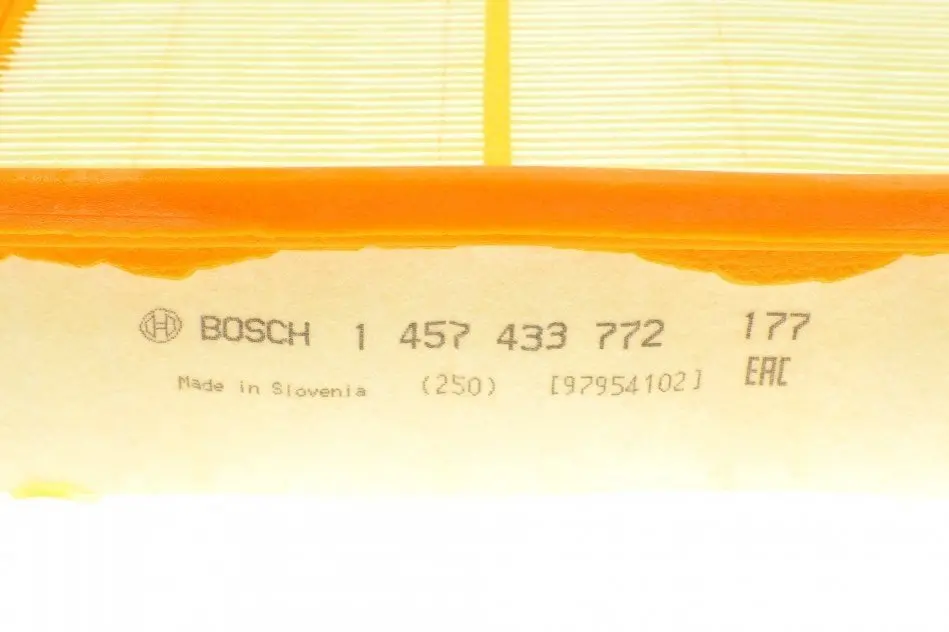 BOSCH 1 457 433 772 177
Made in Slovenia (250) [97954102] EAC